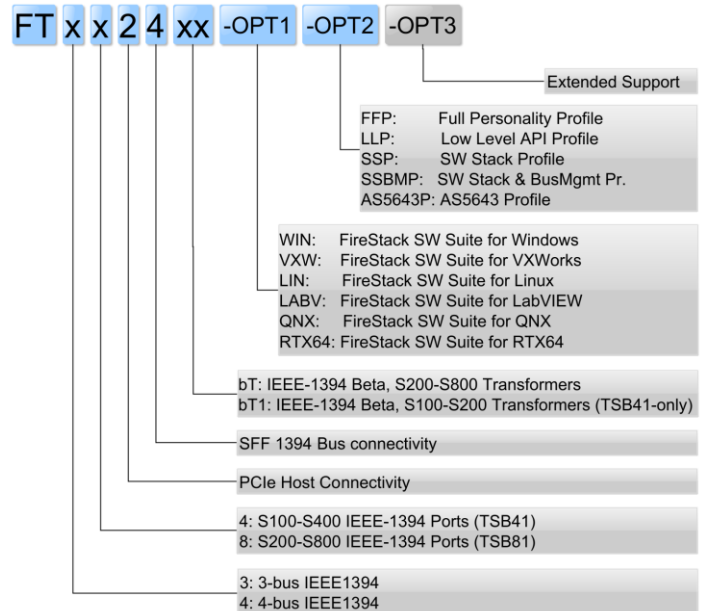 FT x x 2 4 xx -OPT1 -OPT2 -OPT3
Extended Support
FFP: Full Personality Profile
LLP: Low Level API Profile
SSP: SW Stack Profile
SSBMP: SW Stack & BusMgmt Pr.
AS5643P: AS5643 Profile
WIN: FireStack SW Suite for Windows
VXW: FireStack SW Suite for VXWorks
LIN: FireStack SW Suite for Linux
LABV: FireStack SW Suite for LabVIEW
QNX: FireStack SW Suite for QNX
RTX64: FireStack SW Suite for RTX64
bT: IEEE-1394 Beta, S200-S800 Transformers
bT1: IEEE-1394 Beta, S100-S200 Transformers (TSB41-only)
SFF 1394 Bus connectivity
PCIe Host Connectivity
4: S100-S400 IEEE-1394 Ports (TSB41)
8: S200-S800 IEEE-1394 Ports (TSB81)
3: 3-bus IEEE1394
4: 4-bus IEEE1394